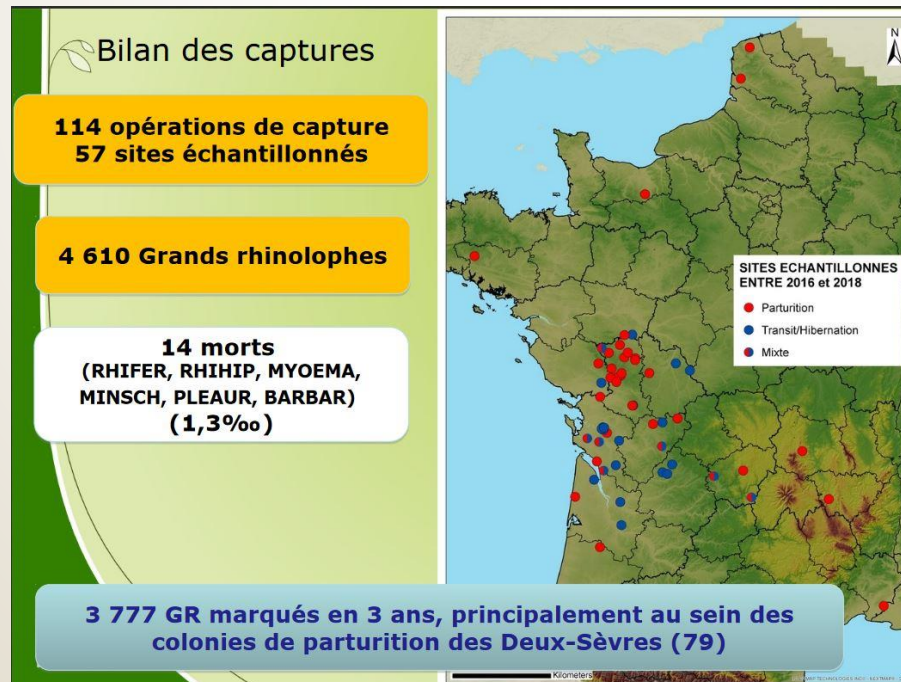 Bilan des captures
114 opérations de capture
57 sites échantillonnés
4 610 Grands rhinolophes
14 morts
(RHIFER, RHIHIP, MYOEMA,
MINSCH, PLEAUR, BARBAR)
(1,3‰)
N
SITES ECHANTILLONNES
ENTRE 2016 et 2018
Parturition
Transit/Hibernation
Mixte
3 777 GR marqués en 3 ans, principalement au sein des
colonies de parturition des Deux-Sèvres (79)
Kilometers